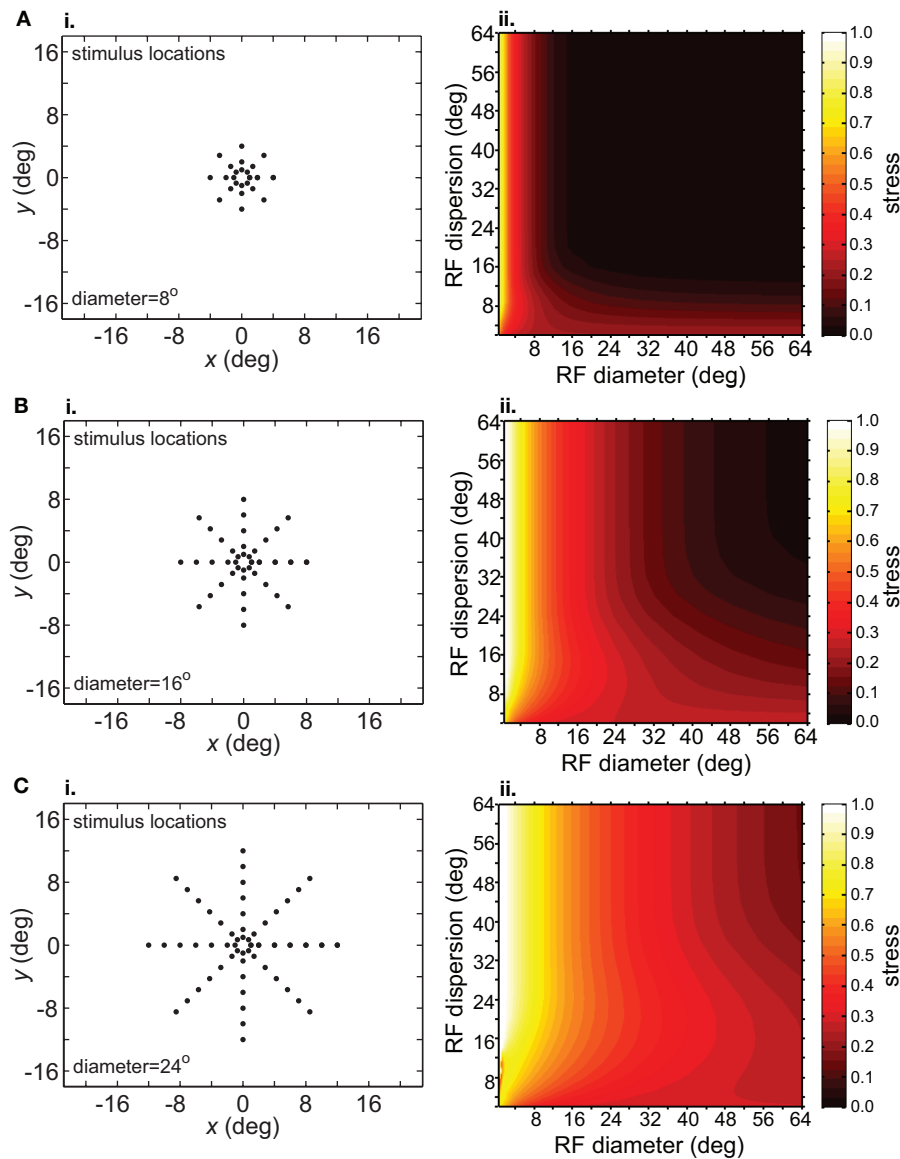 A i. ii.
stimulus locations
16
8
0
-8
-16
y (deg)
diameter=8o
-16 -8 0 8 16
x (deg)
64
56
48
40
32
24
16
8
RF dispersion (deg)
8 16 24 32 40 48 56 64
RF diameter (deg)
1.0
0.9
0.8
0.7
0.6
0.5
0.4
0.3
0.2
0.1
0.0
stress
B i. ii.
stimulus locations
16
8
0
-8
-16
y (deg)
diameter=16o
-16 -8 0 8 16
x (deg)
64
56
48
40
32
24
16
8
RF dispersion (deg)
8 16 24 32 40 48 56 64
RF diameter (deg)
1.0
0.9
0.8
0.7
0.6
0.5
0.4
0.3
0.2
0.1
0.0
stress
C i. ii.
stimulus locations
16
8
0
-8
-16
y (deg)
diameter=24o
-16 -8 0 8 16
x (deg)
64
56
48
40
32
24
16
8
RF dispersion (deg)
8 16 24 32 40 48 56 64
RF diameter (deg)
1.0
0.9
0.8
0.7
0.6
0.5
0.4
0.3
0.2
0.1
0.0
stress